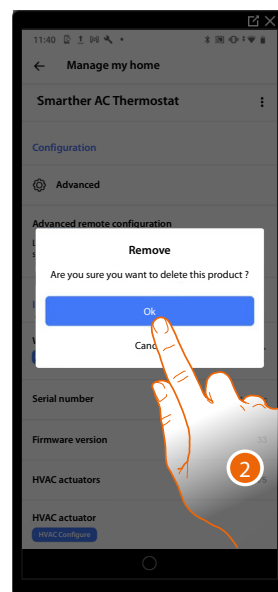 11:40
Manage my home
Smarther AC Thermostat
Configuration
Advanced
Advanced remote configuration
Remove
Are you sure you want to delete this product ?
Ok
Serial number
Firmware version
33
HVAC actuators
2
HVAC actuator
HVAC Configure